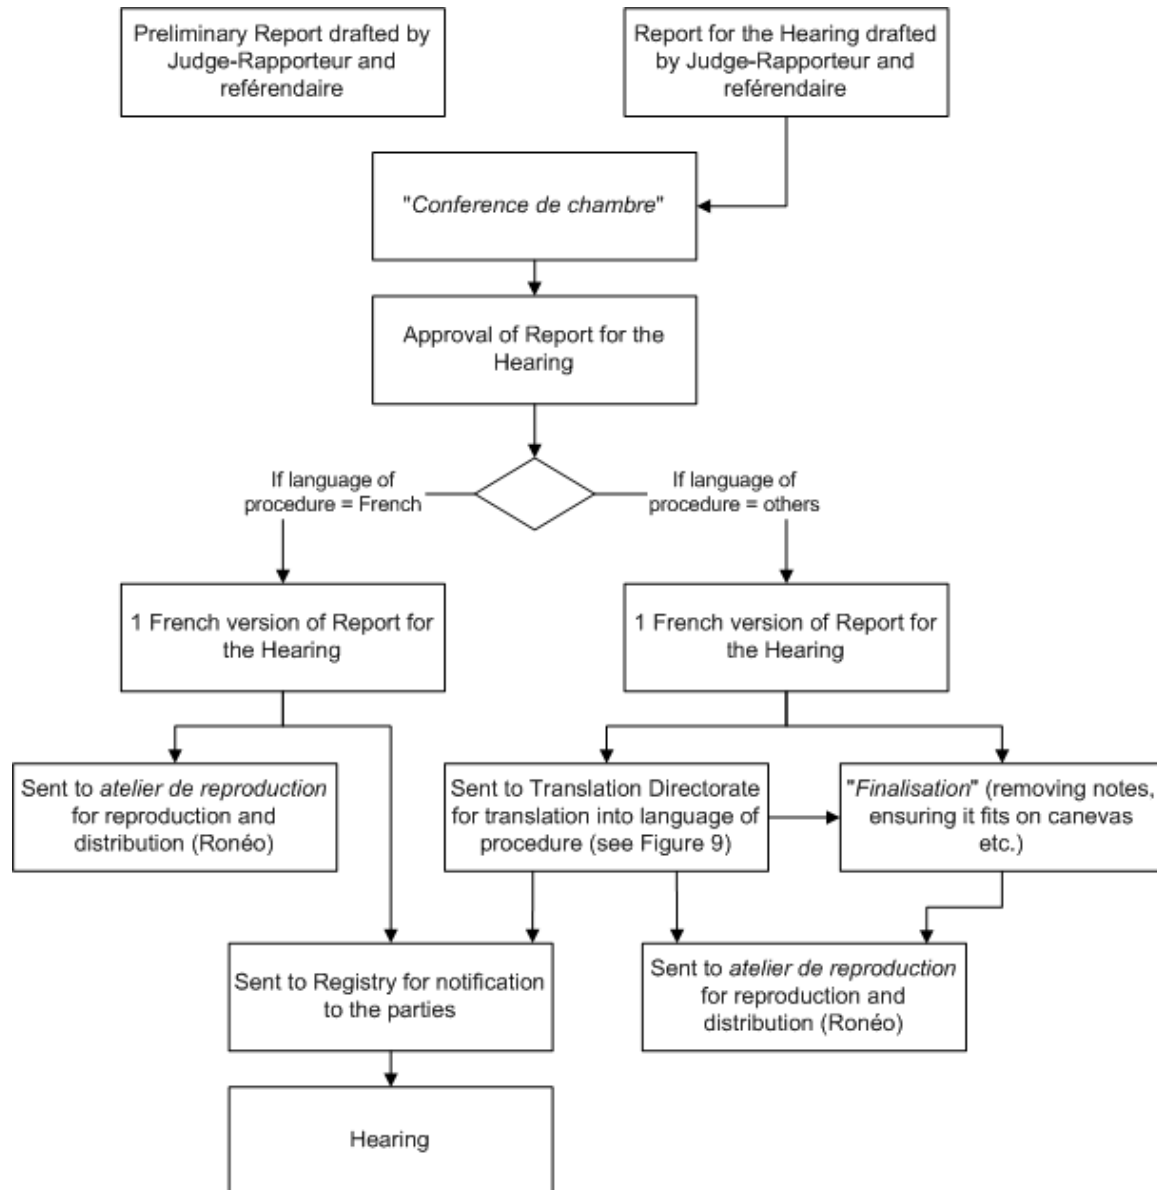 Preliminary Report drafted by
Judge-Rapporteur and
reférendaire
Report for the Hearing drafted
by Judge-Rapporteur and
reférendaire
"Conference de chambre"
Approval of Report for the
Hearing
If language of
procedure = French
If language of
procedure = others
1 French version of Report for
the Hearing
1 French version of Report for
the Hearing
Sent to atelier de reproduction
for reproduction and
distribution (Ronéo)
Sent to Translation Directorate
for translation into language of
procedure (see Figure 9)
"Finalisation" (removing notes,
ensuring it fits on canevas
etc.)
Sent to Registry for notification
to the parties
Sent to atelier de reproduction
for reproduction and
distribution (Ronéo)
Hearing